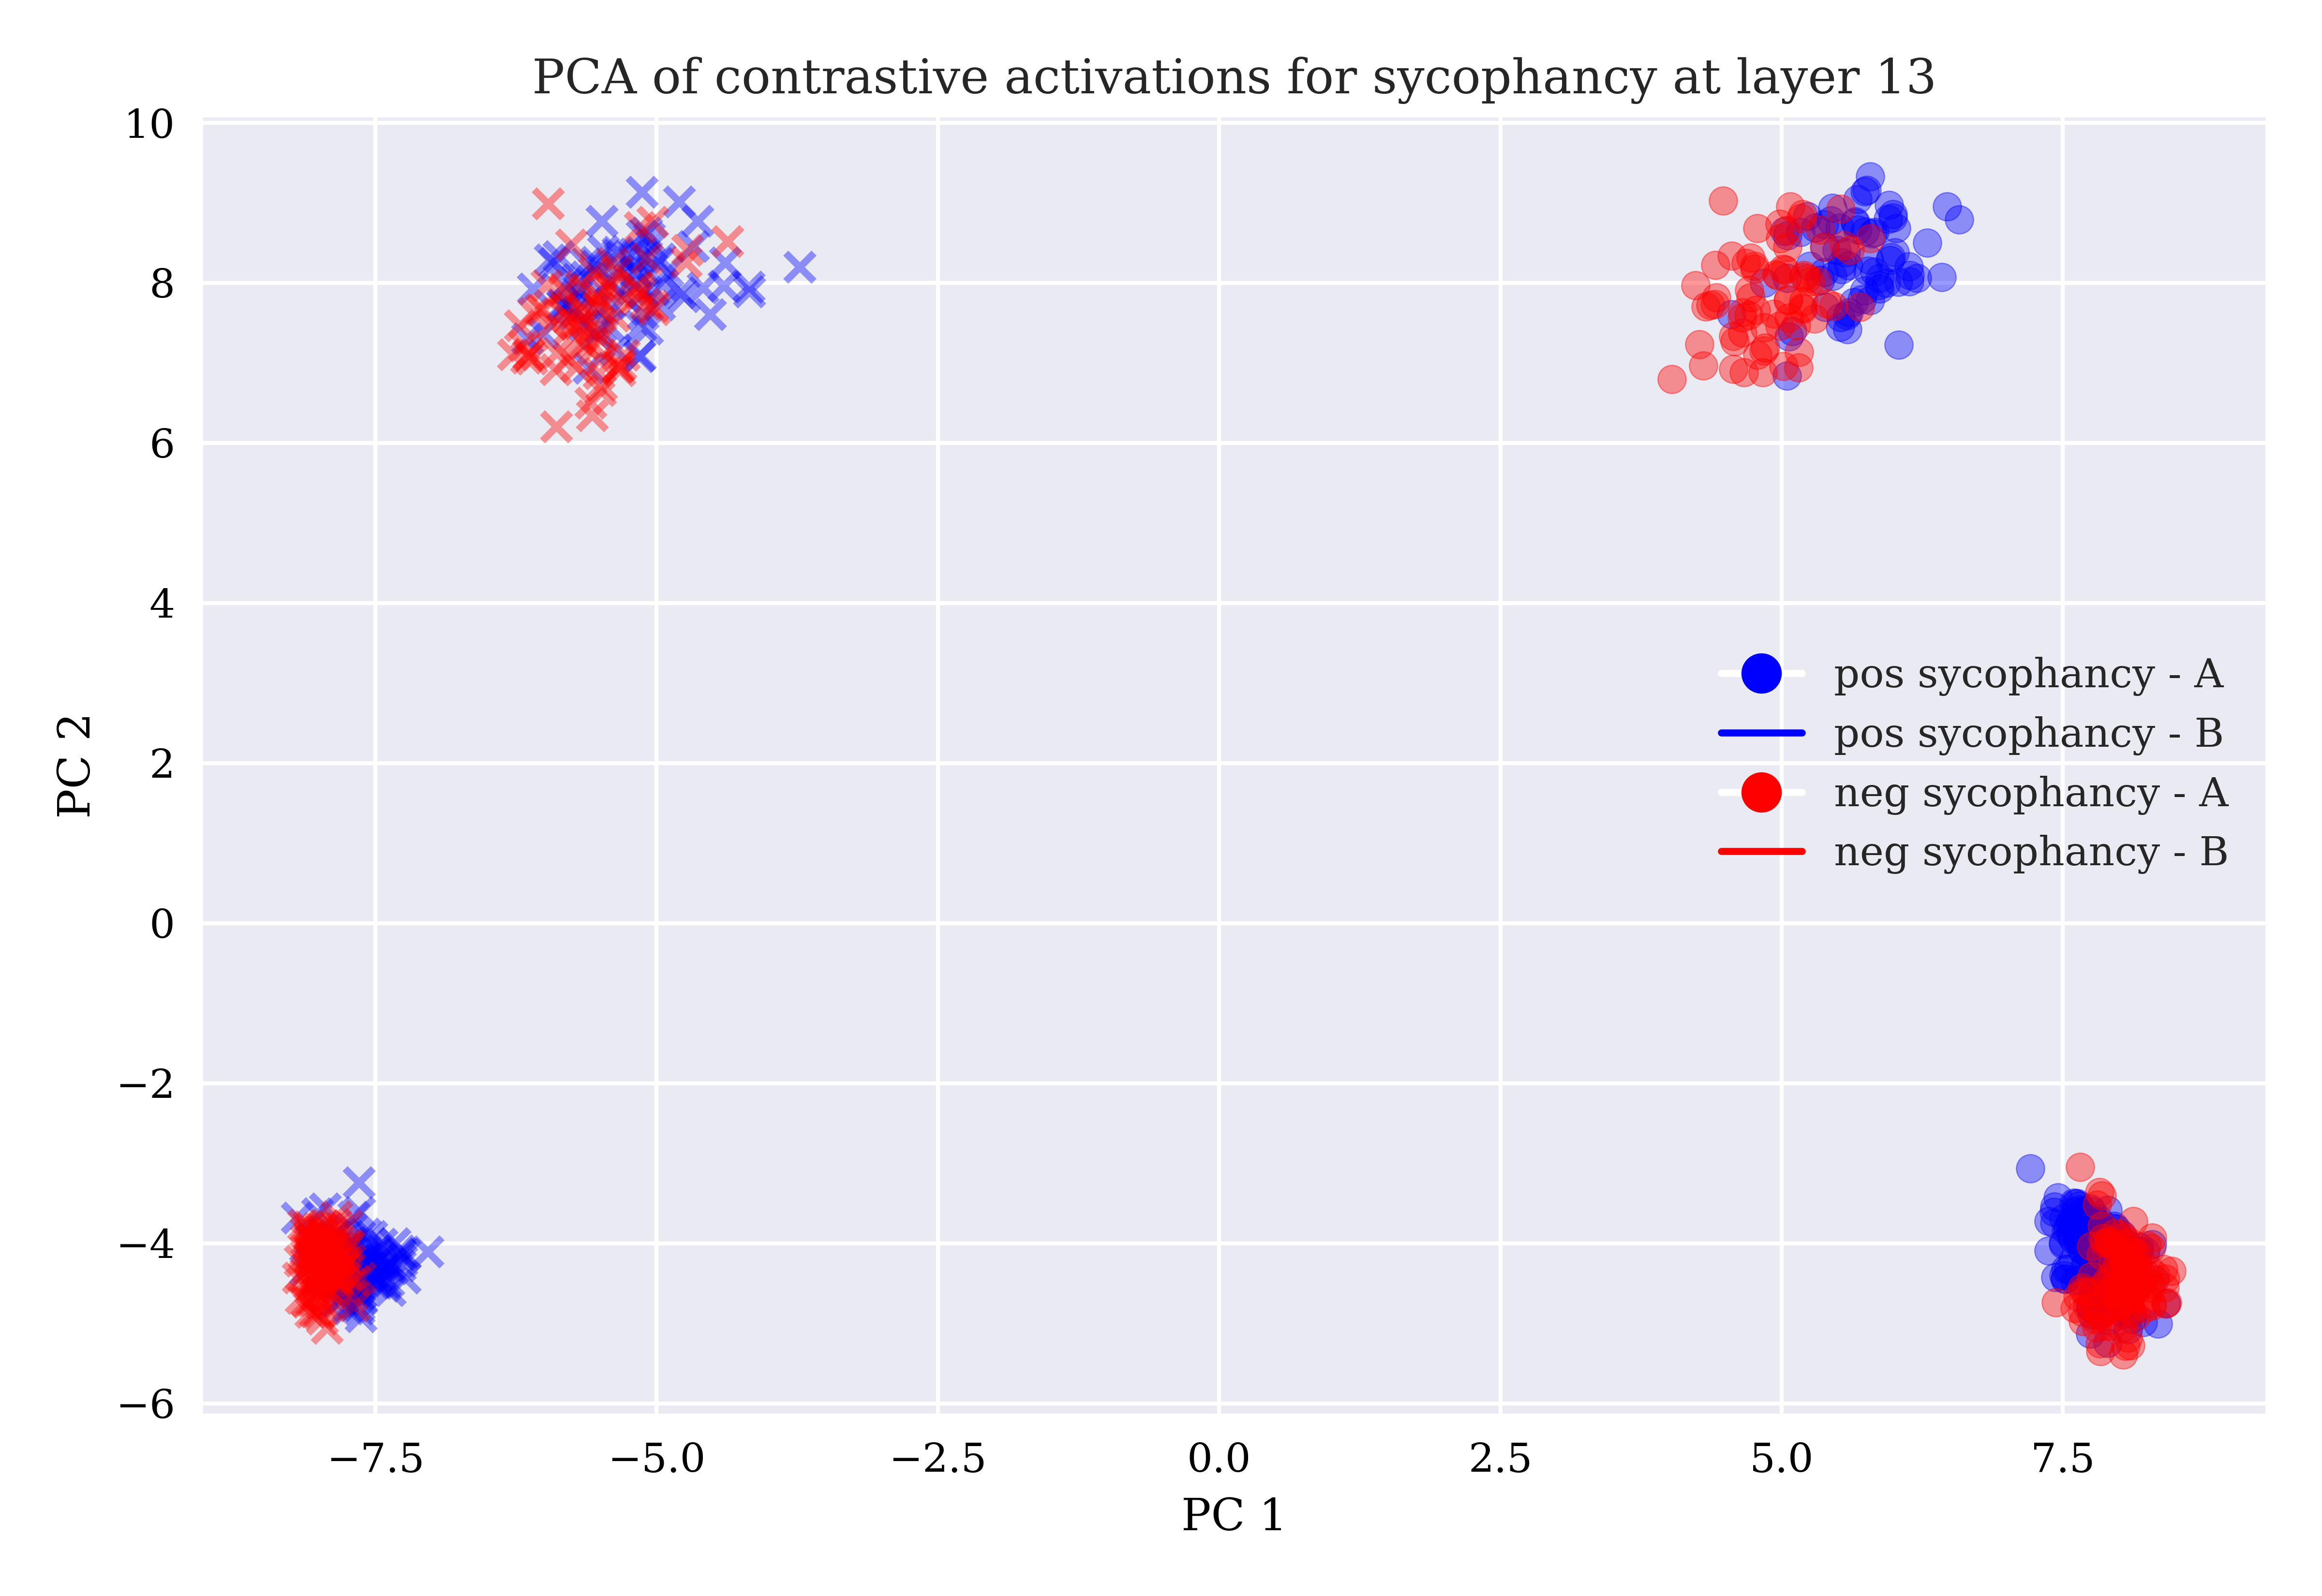 PCA of contrastive activations for sycophancy at layer 13
10
8
6
4
2
0
−2
−4
−6
PC 2
pos sycophancy - A
pos sycophancy - B
neg sycophancy - A
neg sycophancy - B
−7.5 −5.0 −2.5 0.0 2.5 5.0 7.5
PC 1